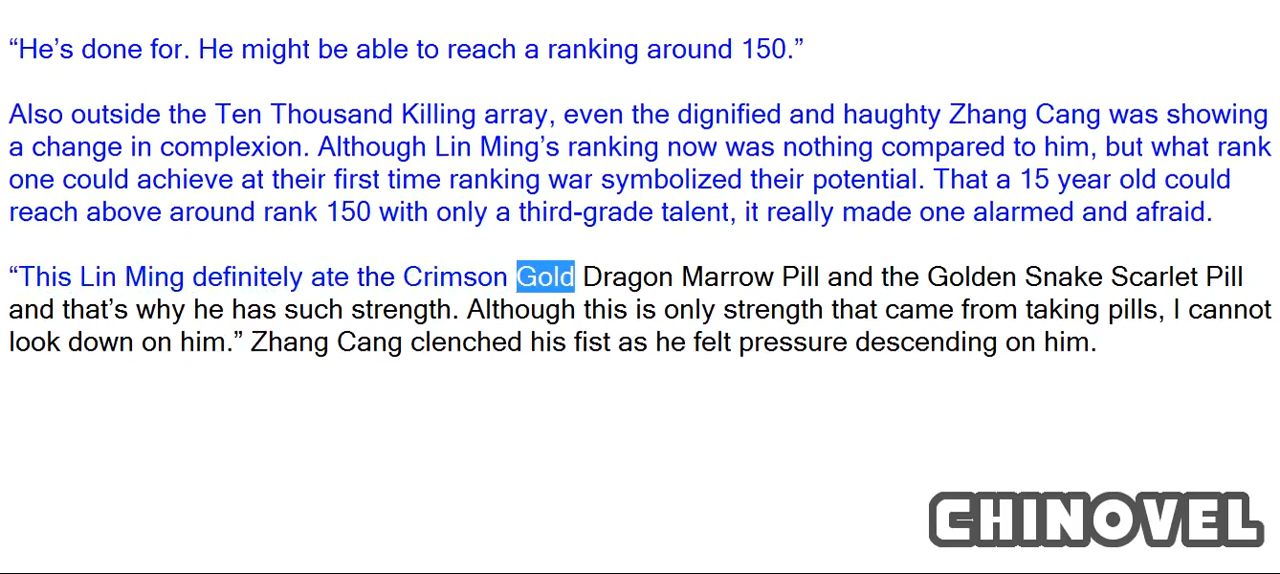 “He’s done for. He might be able to reach a ranking around 150.”
Also outside the Ten Thousand Killing array, even the dignified and haughty Zhang Cang was showing
a change in complexion. Although Lin Ming’s ranking now was nothing compared to him, but what rank
one could achieve at their first time ranking war symbolized their potential. That a 15 year old could
reach above around rank 150 with only a third-grade talent, it really made one alarmed and afraid.
“This Lin Ming definitely ate the Crimson Gold Dragon Marrow Pill and the Golden Snake Scarlet Pill
and that’s why he has such strength. Although this is only strength that came from taking pills, I cannot
look down on him.” Zhang Cang clenched his fist as he felt pressure descending on him.
CHINOVEL